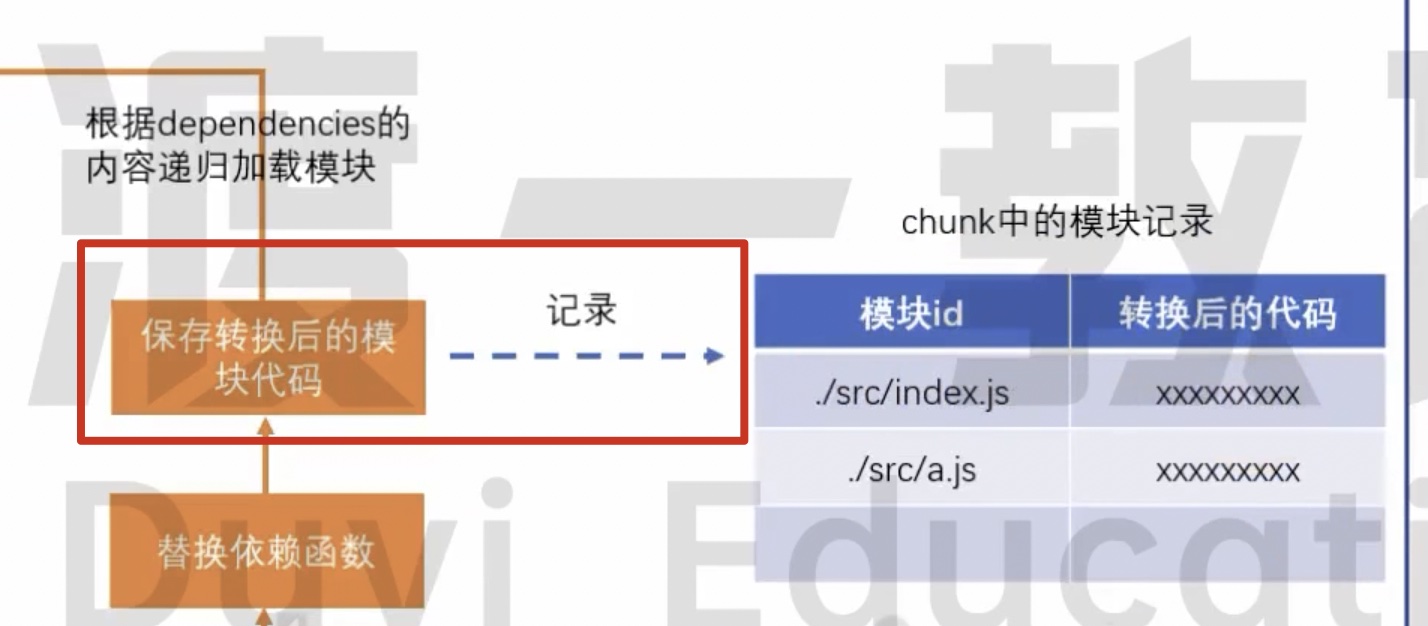 根据dependencies的
内容递归加载模块
chunk中的模块记录
记录
保存转换后的模
块代码
模块id 转换后的代码
./src/index.js xxxxxxxxx
./src/a.js xxxxxxxxx
替换依赖函数
渡一教
Duyi Educati